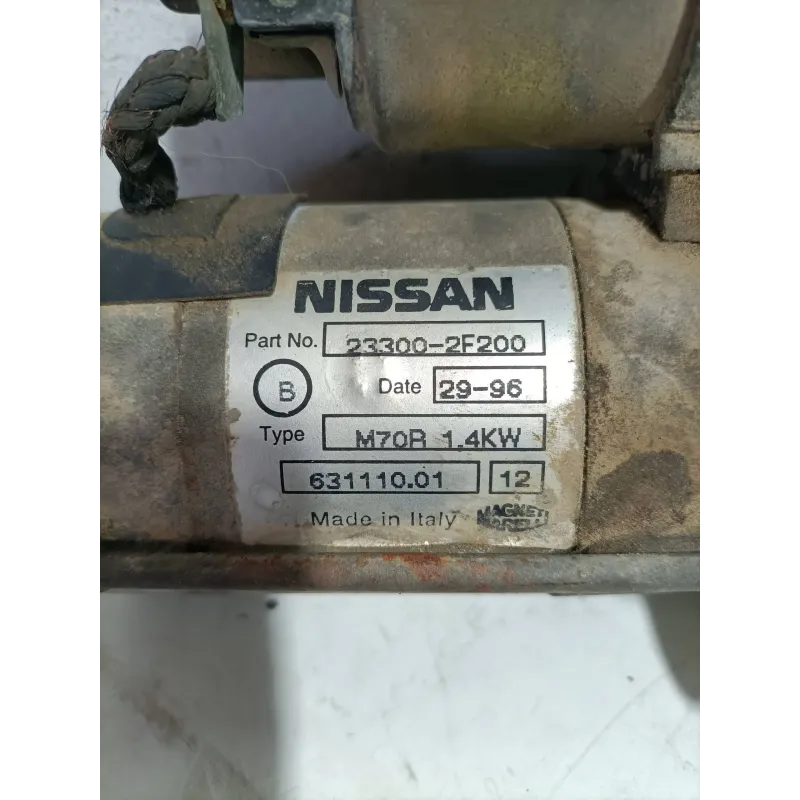 NISSAN
Part No. 23300-2F200
B Date 29-96
Type M70R 1.4KW
631110.01 12
Made in Italy MAGNETI
MARELLI